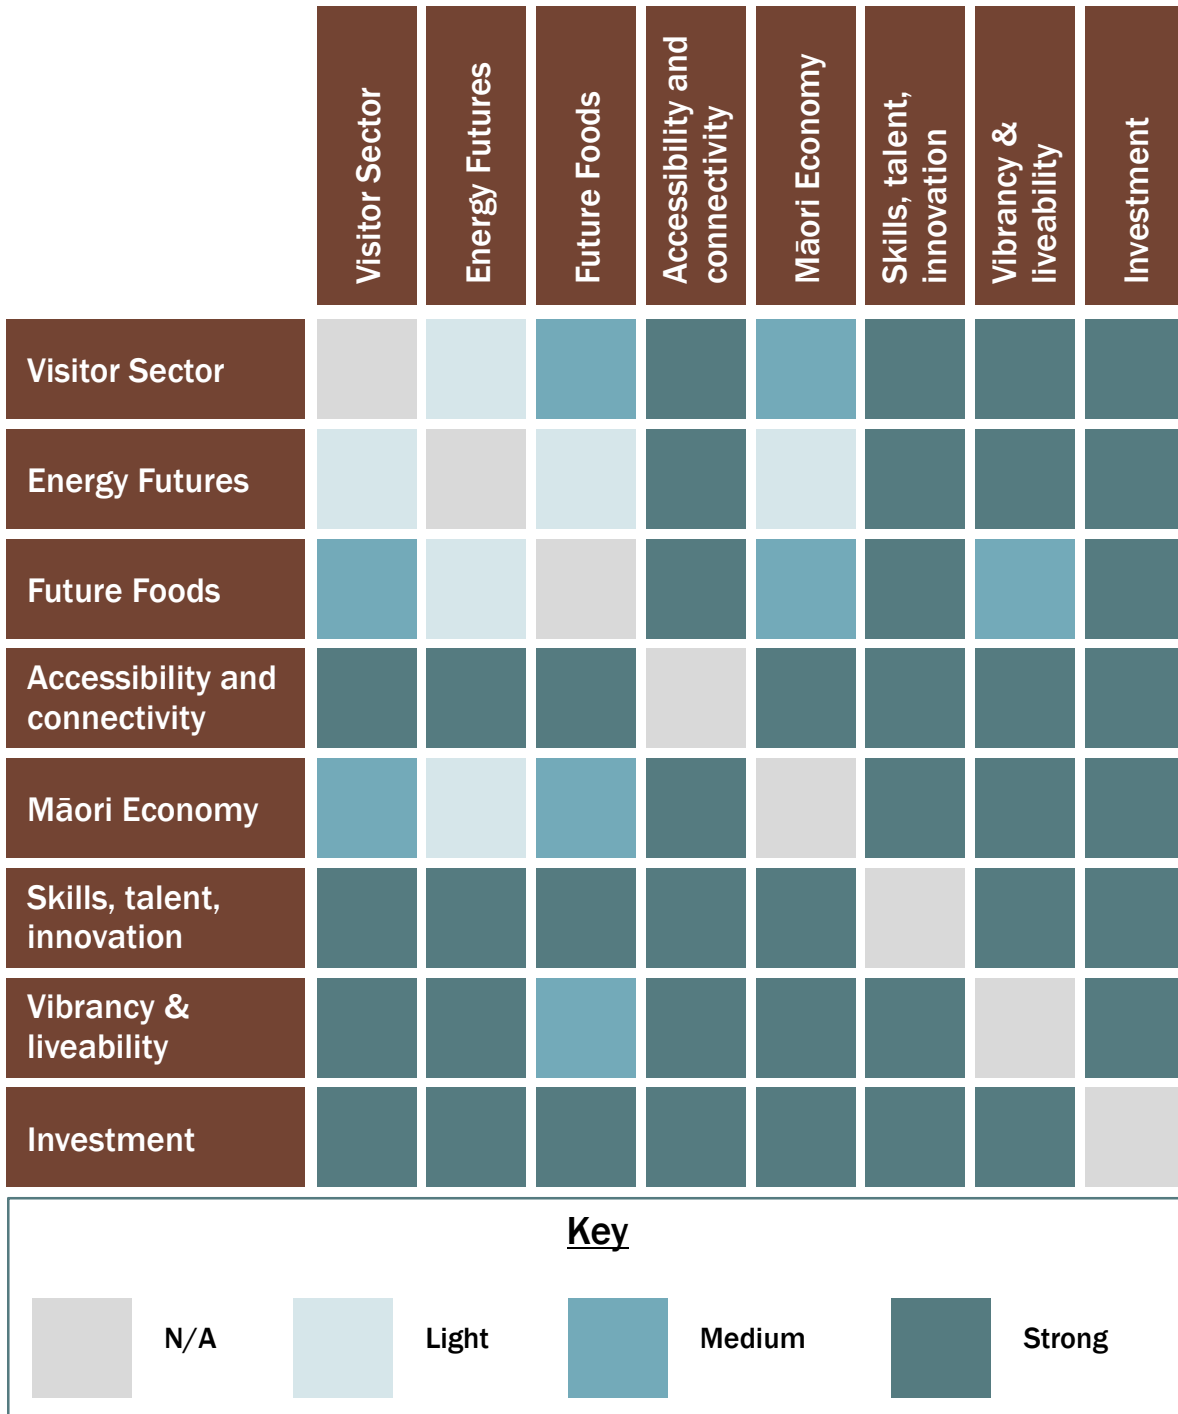 Visitor Sector
Energy Futures
Future Foods
Accessibility and
connectivity
Māori Economy
Skills, talent,
innovation
Vibrancy &
liveability
Investment
Visitor Sector
Energy Futures
Future Foods
Accessibility and
connectivity
Māori Economy
Skills, talent,
innovation
Vibrancy &
liveability
Investment
Key
N/A
Light
Medium
Strong